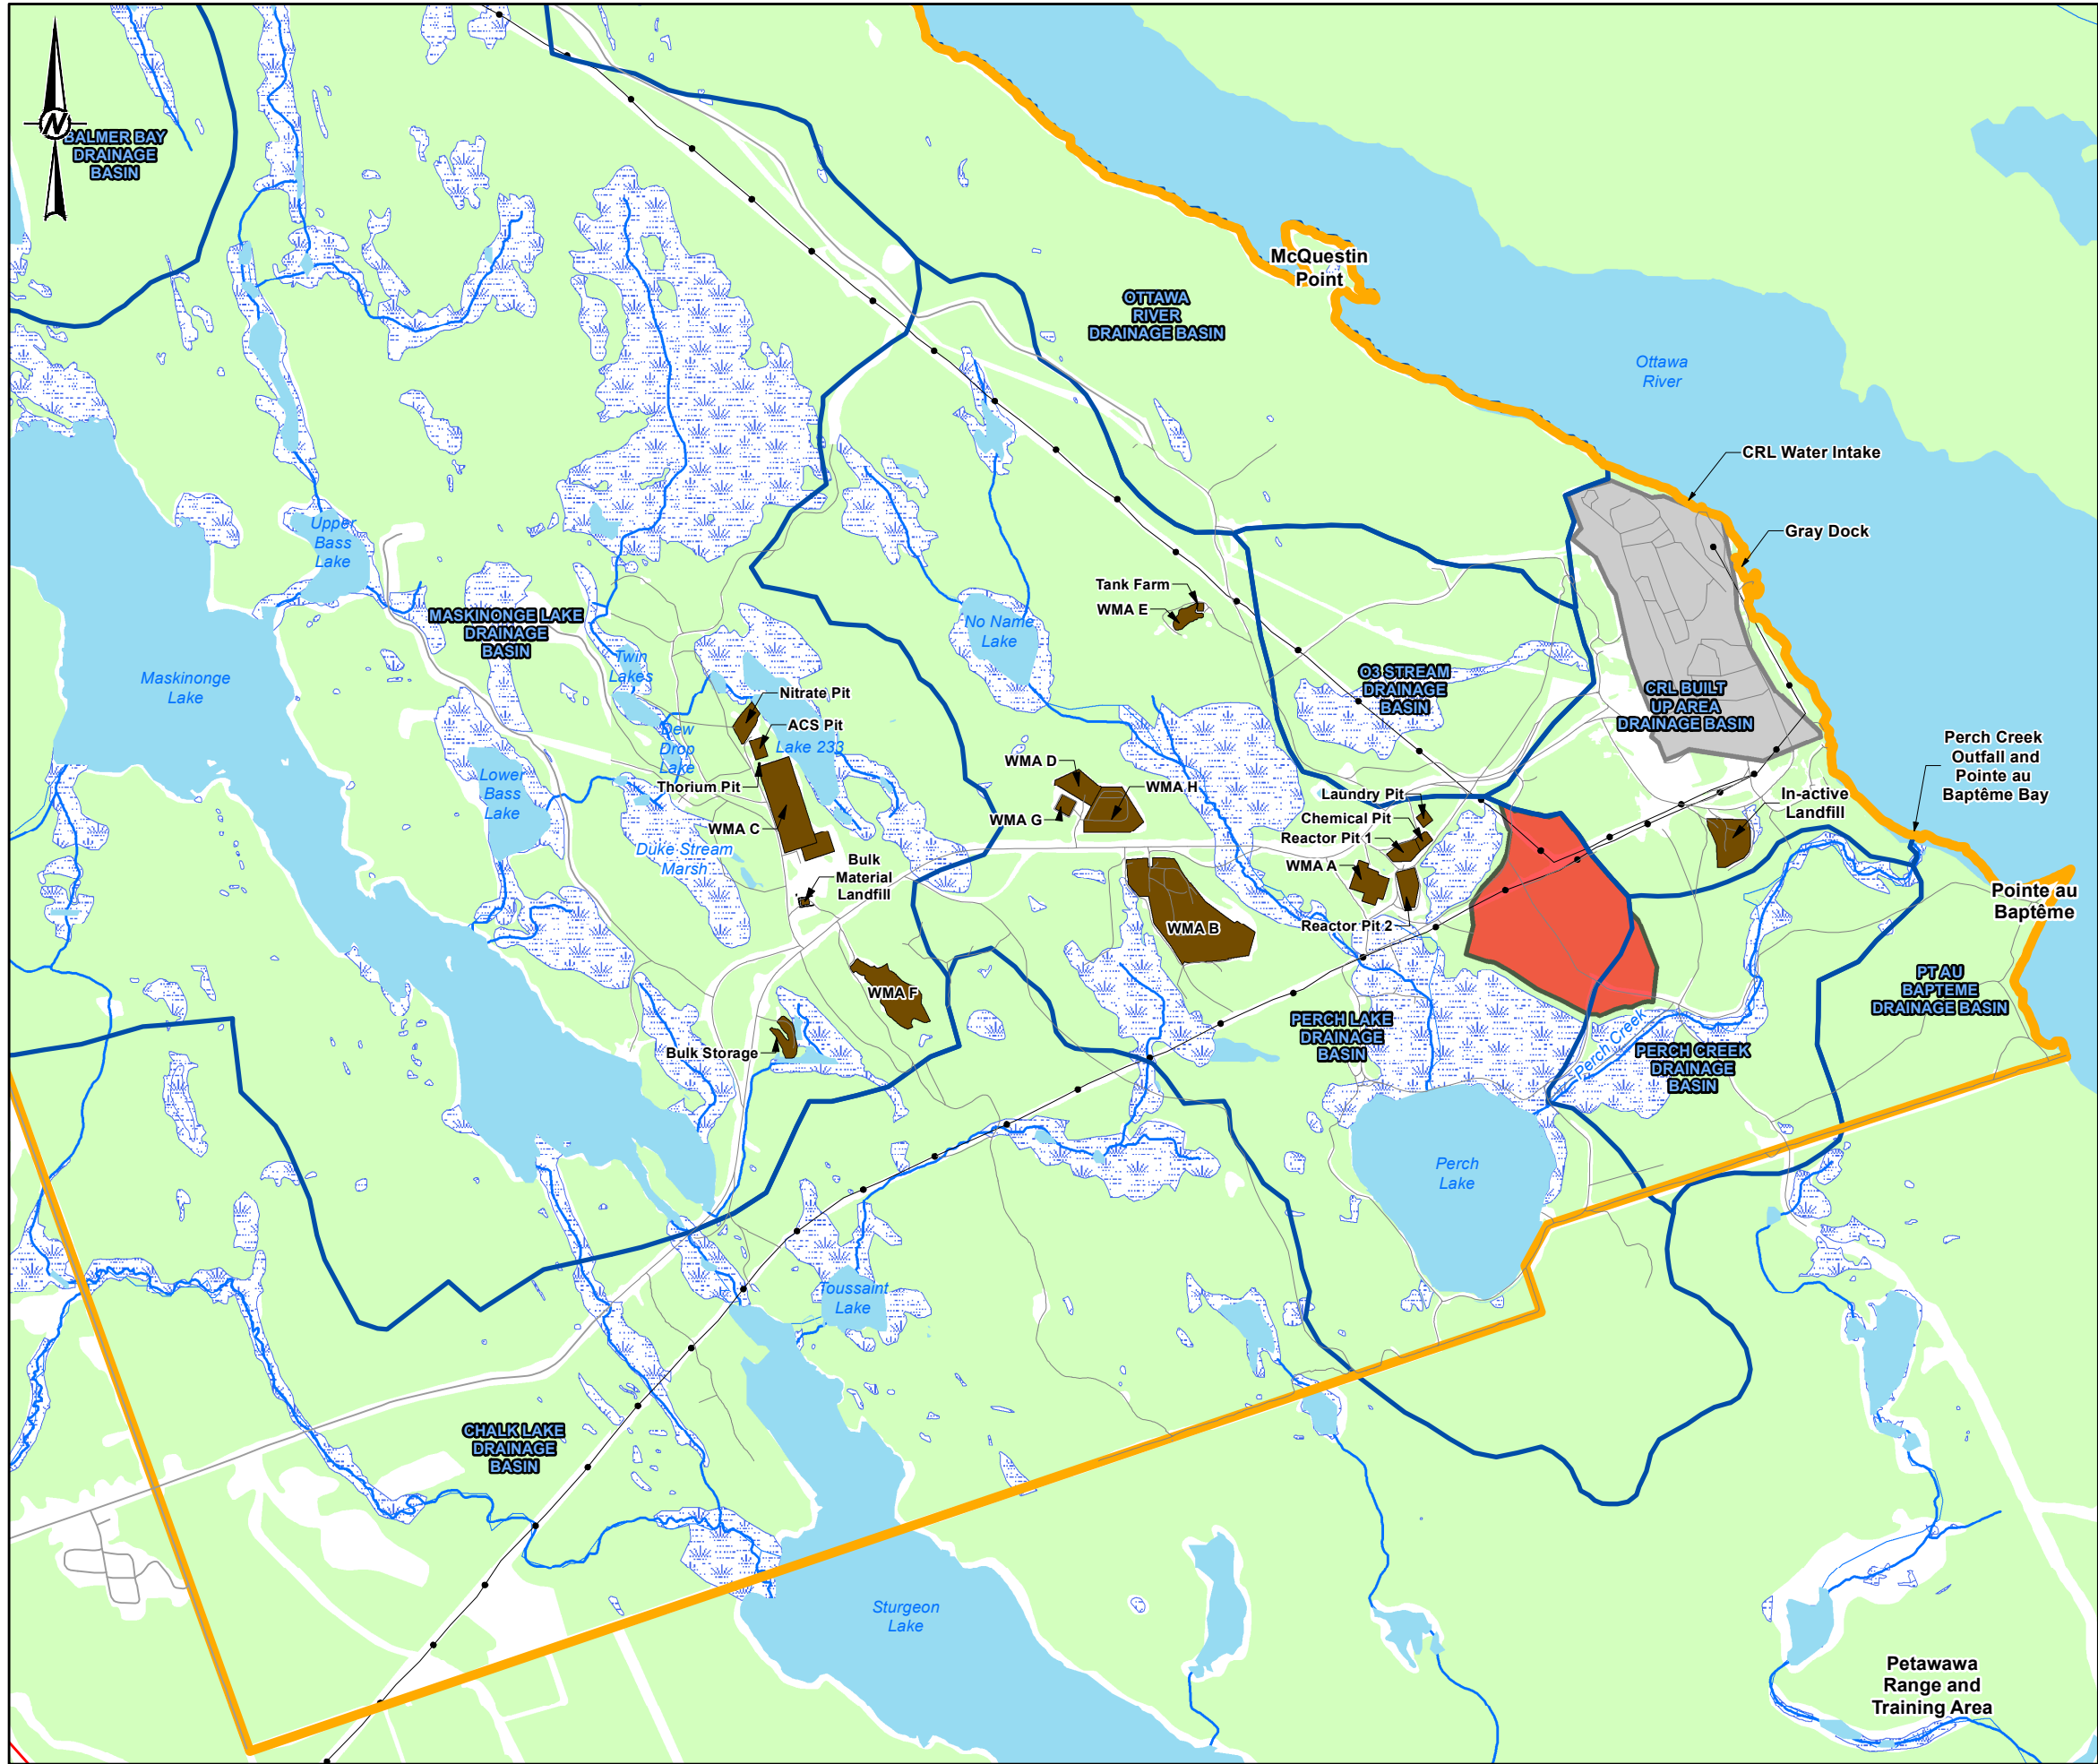 N
BALMER BAY
DRAINAGE
BASIN
McQuestin
Point
OTTAWA
RIVER
DRAINAGE BASIN
Ottawa
River
CRL Water Intake
Gray Dock
Upper
Bass
Lake
Tank Farm
WMA E
MASKINONGE LAKE
DRAINAGE
BASIN
No Name
Lake
Twin
Lakes
Maskinonge
Lake
O3 STREAM
DRAINAGE
BASIN
CRL BUILT
UP AREA
DRAINAGE BASIN
Nitrate Pit
ACS Pit
Dew
Drop
Lake
Lake 233
Perch Creek
Outfall and
Pointe au
Baptême Bay
Lower
Bass
Lake
Thorium Pit
WMA D
WMA H
WMA G
Laundry Pit
Chemical Pit
Reactor Pit 1
In-active
Landfill
WMA C
Duke Stream
Marsh
Bulk
Material
Landfill
WMA A
Pointe au
Baptême
WMA B
Reactor Pit 2
WMA F
PT AU
BAPTEME
DRAINAGE BASIN
Bulk Storage
PERCH LAKE
DRAINAGE
BASIN
Perch Creek
PERCH CREEK
DRAINAGE
BASIN
Perch
Lake
Toussaint
Lake
CHALK LAKE
DRAINAGE
BASIN
Sturgeon
Lake
Petawawa
Range and
Training Area